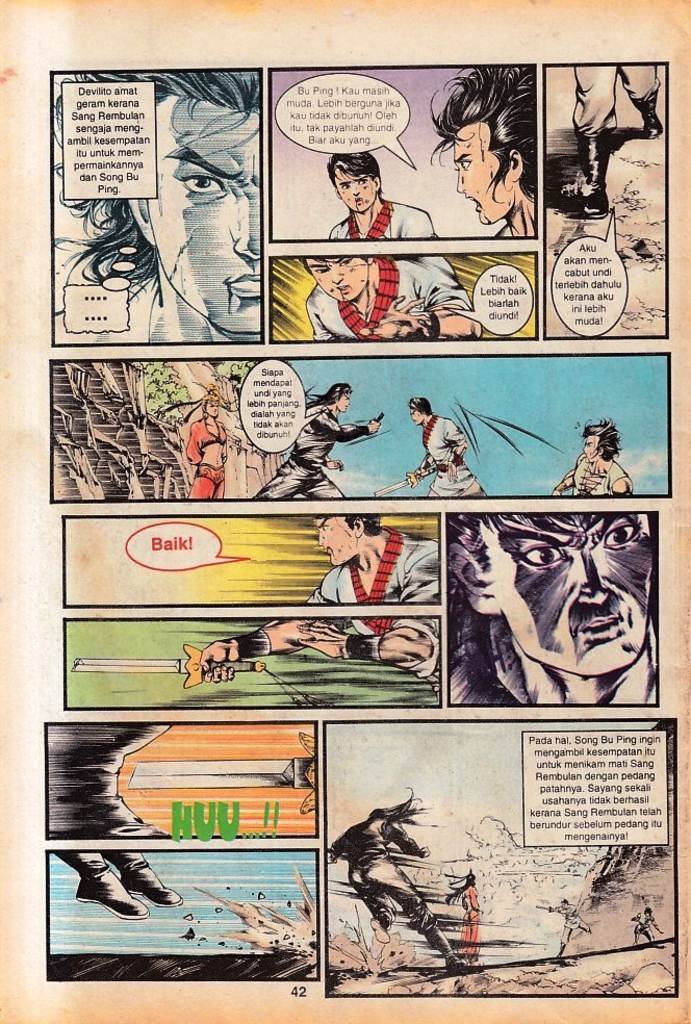 Devilito amat
geram kerana
Sang Rembulan
sengaja meng-
ambil kesempatan
itu untuk mem-
permainkannya
dan Song Bu
Ping.
....
....
Bu Ping ! Kau masih
muda. Lebih berguna jika
kau tidak dibunuh! Oleh
itu, tak payahlah diundi.
Biar aku yang....
Tidak!
Lebih baik
biarlah
diundi!
Aku
akan men-
cabut undi
terlebih dahulu
kerana aku
ini lebih
muda!
Siapa
mendapat
undi yang
lebih panjang,
dialah yang
tidak akan
dibunuh!
Baik!
HUU...!!
Pada hal, Song Bu Ping ingin
mengambil kesempatan itu
untuk menikam mati Sang
Rembulan dengan pedang
patahnya. Sayang sekali
usahanya tidak berhasil
kerana Sang Rembulan telah
berundur sebelum pedang itu
mengenainya!
42